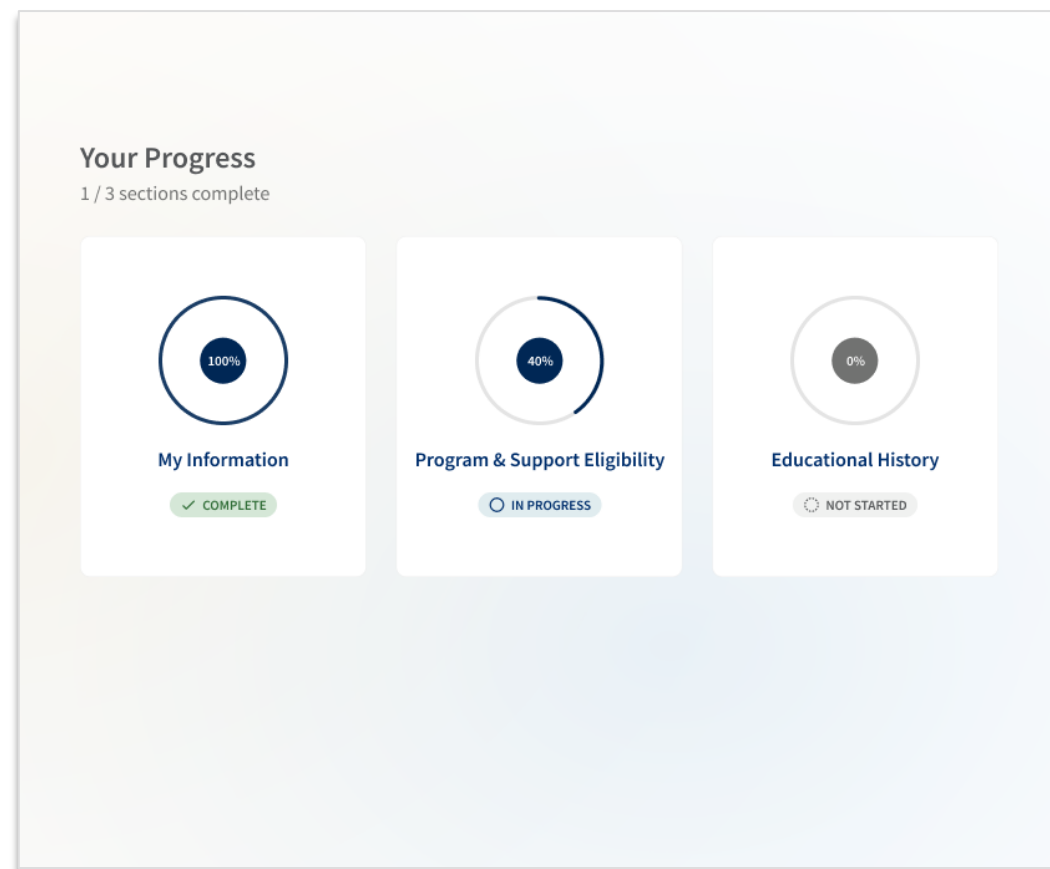 Your Progress
1 / 3 sections complete
100%
My Information
COMPLETE
40%
Program & Support Eligibility
IN PROGRESS
0%
Educational History
NOT STARTED